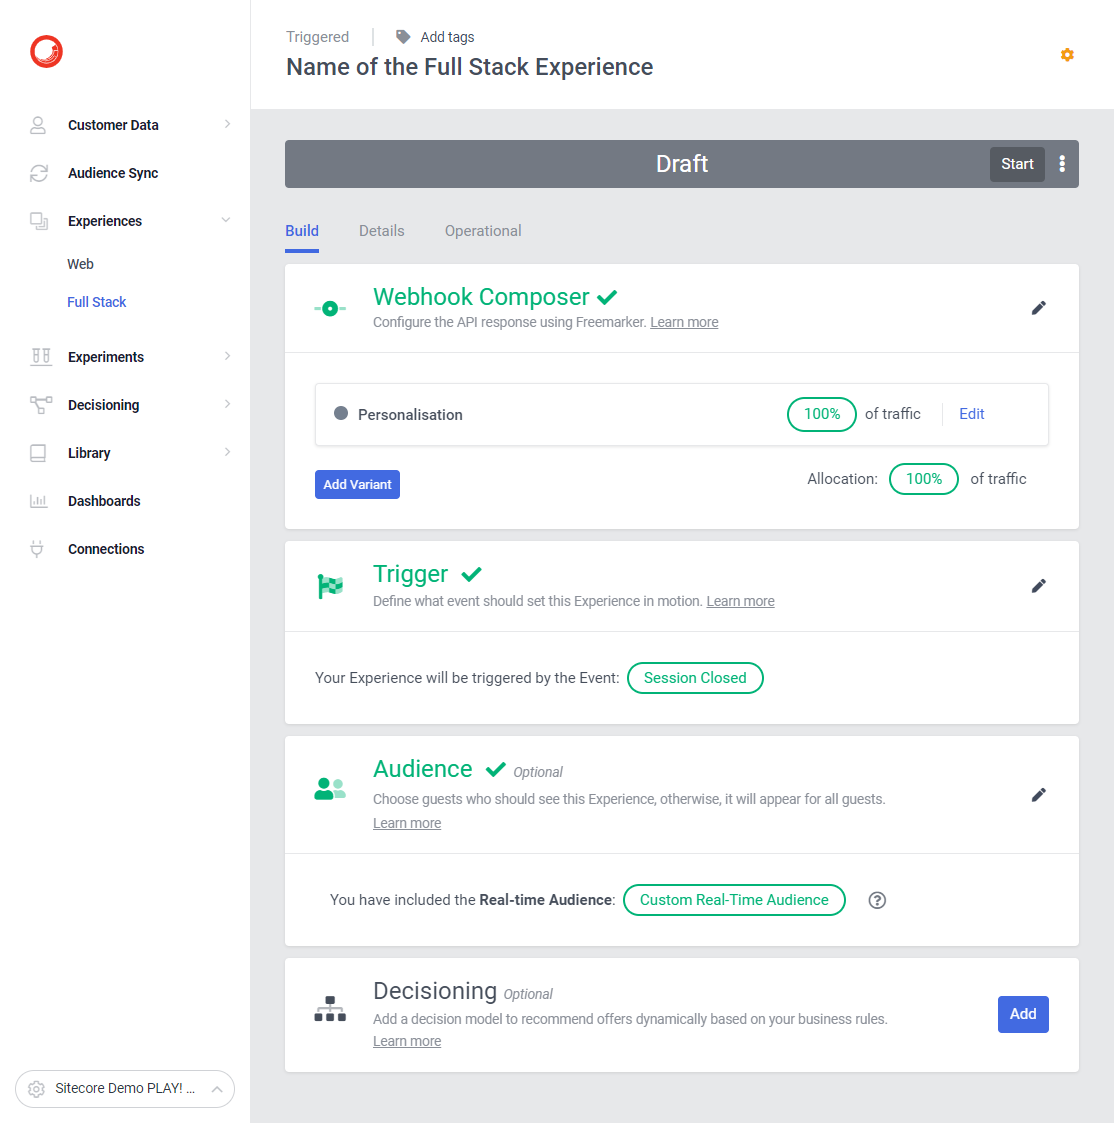 Customer Data
Audience Sync
Experiences
Web
Full Stack
Experiments
Decisioning
Library
Dashboards
Connections
Sitecore Demo PLAY! ...
Triggered
Add tags
Name of the Full Stack Experience
Draft
Start
Build Details Operational
Webhook Composer
Configure the API response using Freemarker. Learn more
Personalisation 100% of traffic Edit
Add Variant
Allocation: 100% of traffic
Trigger
Define what event should set this Experience in motion. Learn more
Your Experience will be triggered by the Event: Session Closed
Audience Optional
Choose guests who should see this Experience, otherwise, it will appear for all guests.
Learn more
You have included the Real-time Audience: Custom Real-Time Audience ?
Decisioning Optional
Add a decision model to recommend offers dynamically based on your business rules.
Learn more
Add